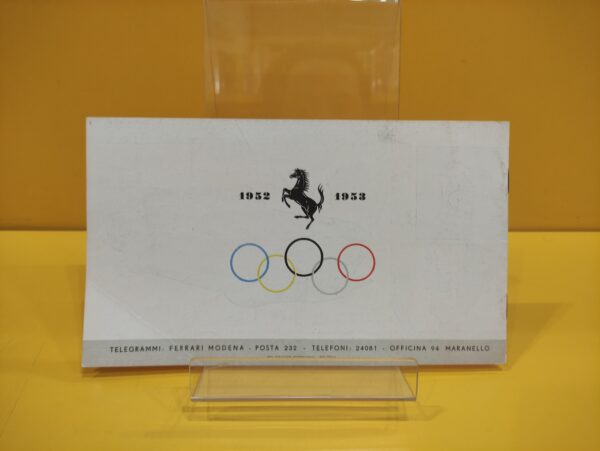 1952 1953
TELEGRAMMI: FERRARI MODENA - POSTA 232 - TELEFONI: 24081 - OFFICINA 94 MARANELLO